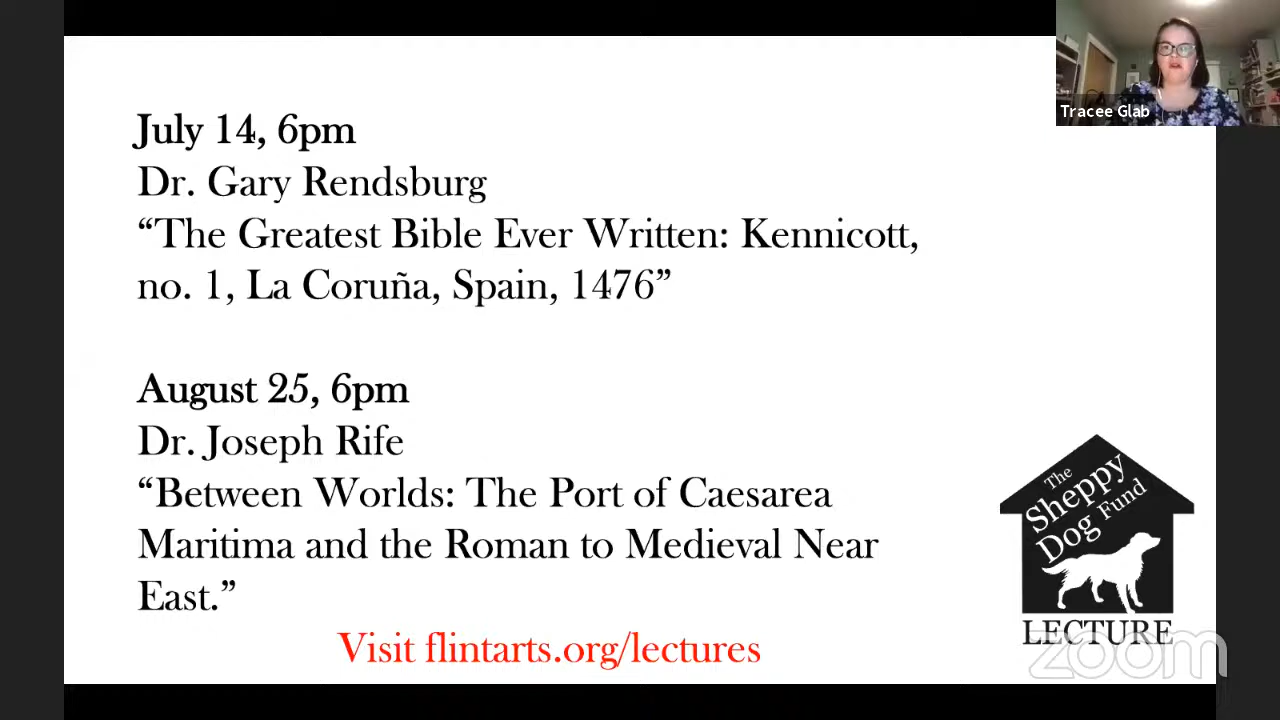 Tracee Glab
July 14, 6pm
Dr. Gary Rendsburg
“The Greatest Bible Ever Written: Kennicott,
no. 1, La Coruña, Spain, 1476”
August 25, 6pm
Dr. Joseph Rife
“Between Worlds: The Port of Caesarea
Maritima and the Roman to Medieval Near
East.”
Visit flintarts.org/lectures
The
Sheppy
Dog Fund
LECTURE
zoom